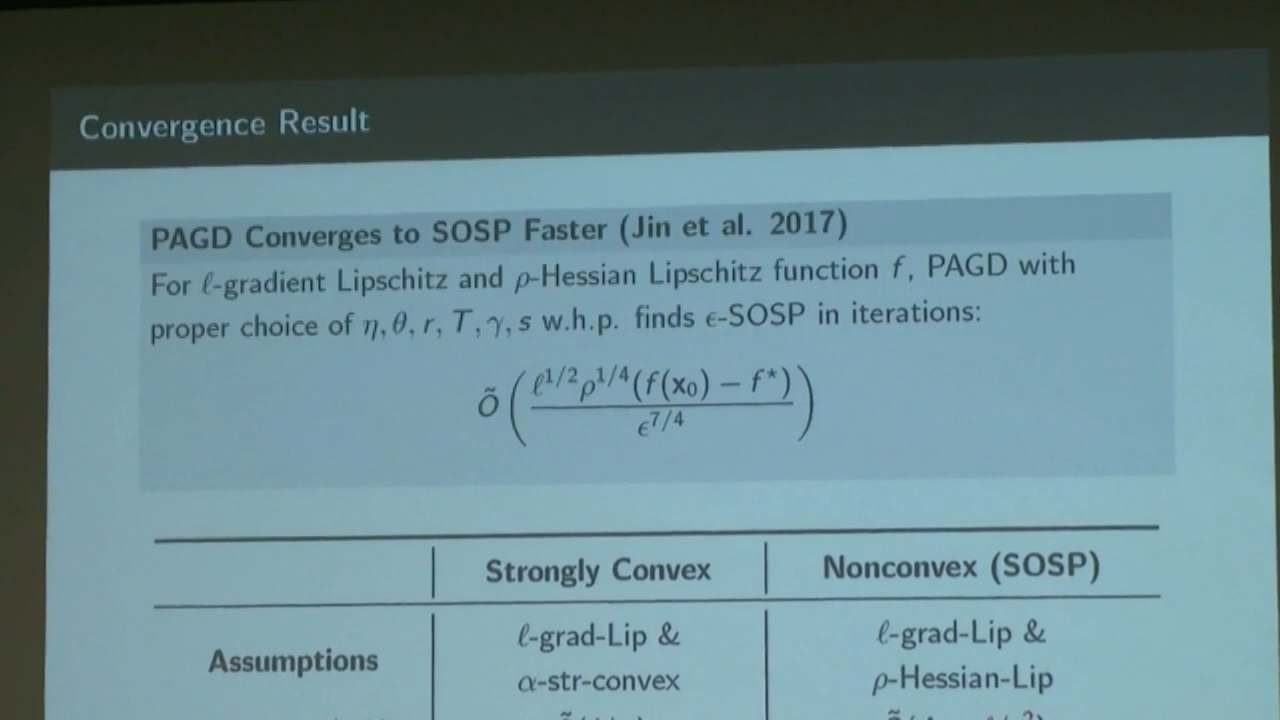 Convergence Result
PAGD Converges to SOSP Faster (Jin et al. 2017)
For ℓ-gradient Lipschitz and ρ-Hessian Lipschitz function f, PAGD with
proper choice of η, θ, r, T, γ, s w.h.p. finds ϵ-SOSP in iterations:
Õ ( ℓ^{1/2} ρ^{1/4} (f(x₀) − f*) / ϵ^{7/4} )
Strongly Convex Nonconvex (SOSP)
Assumptions
ℓ-grad-Lip &
α-str-convex
ℓ-grad-Lip &
ρ-Hessian-Lip